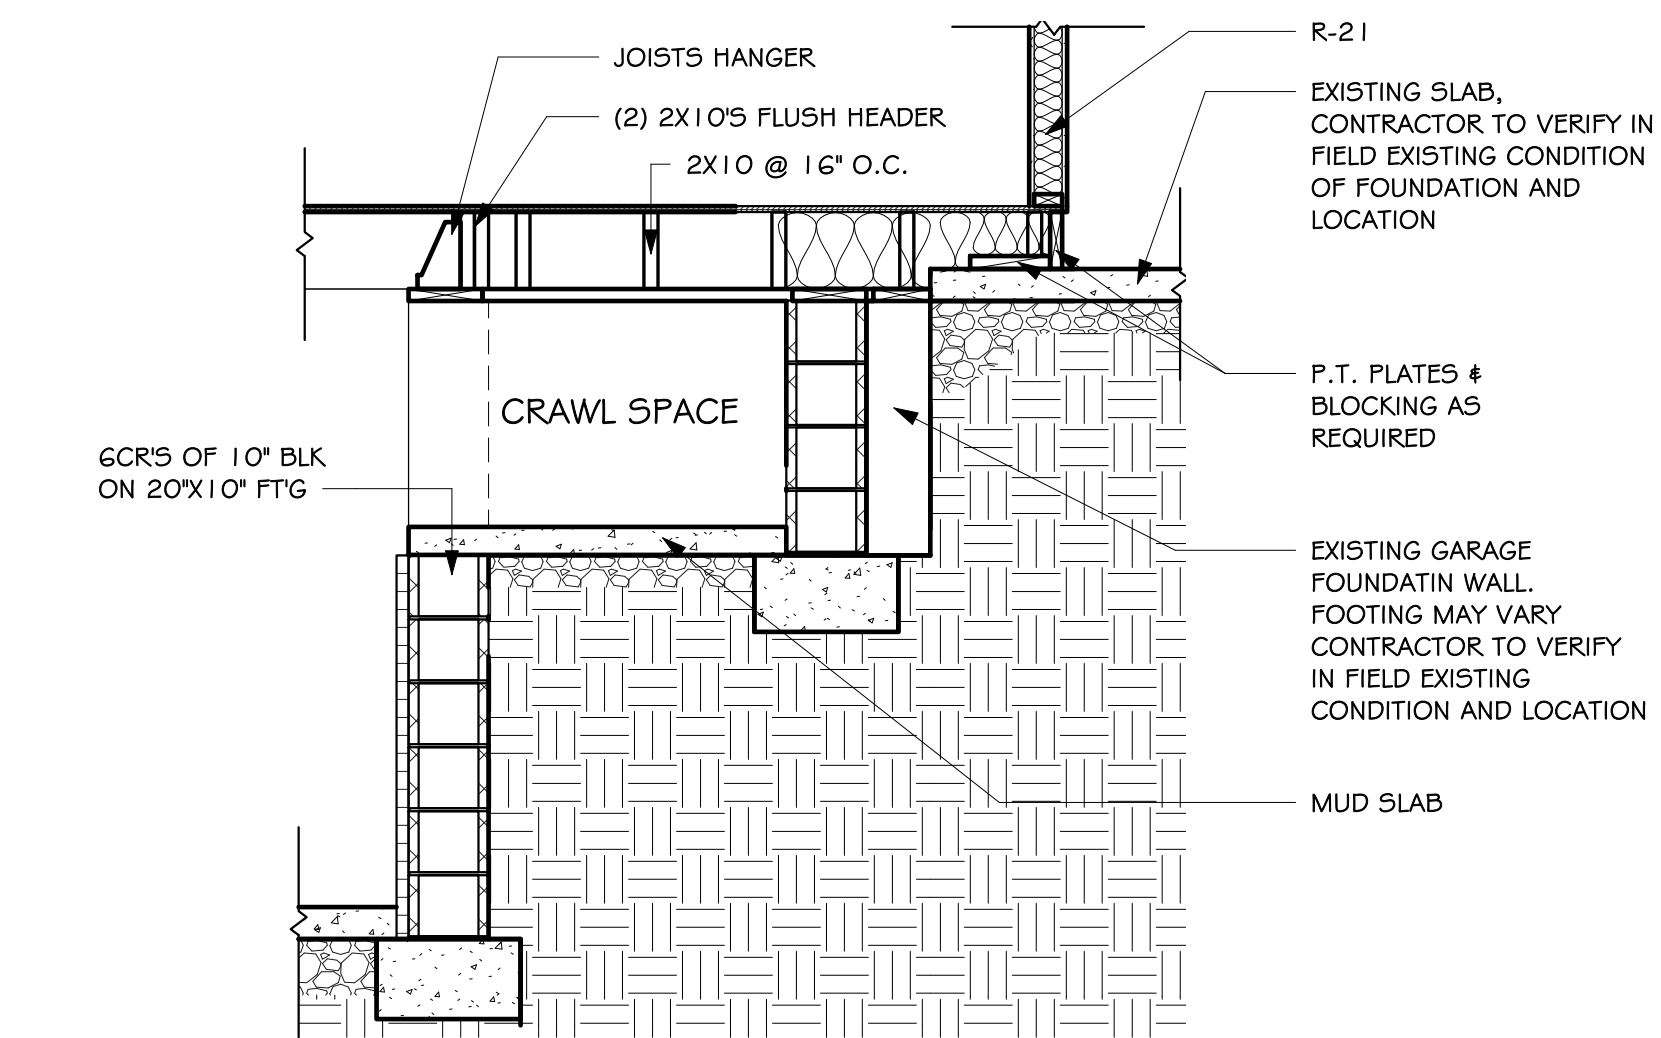 JOISTS HANGER
(2) 2X10'S FLUSH HEADER
2X10 @ 16" O.C.
R-21
EXISTING SLAB,
CONTRACTOR TO VERIFY IN
FIELD EXISTING CONDITION
OF FOUNDATION AND
LOCATION
CRAWL SPACE
P.T. PLATES &
BLOCKING AS
REQUIRED
6CR'S OF 10" BLK
ON 20"X10" FT'G
EXISTING GARAGE
FOUNDATIN WALL.
FOOTING MAY VARY
CONTRACTOR TO VERIFY
IN FIELD EXISTING
CONDITION AND LOCATION
MUD SLAB